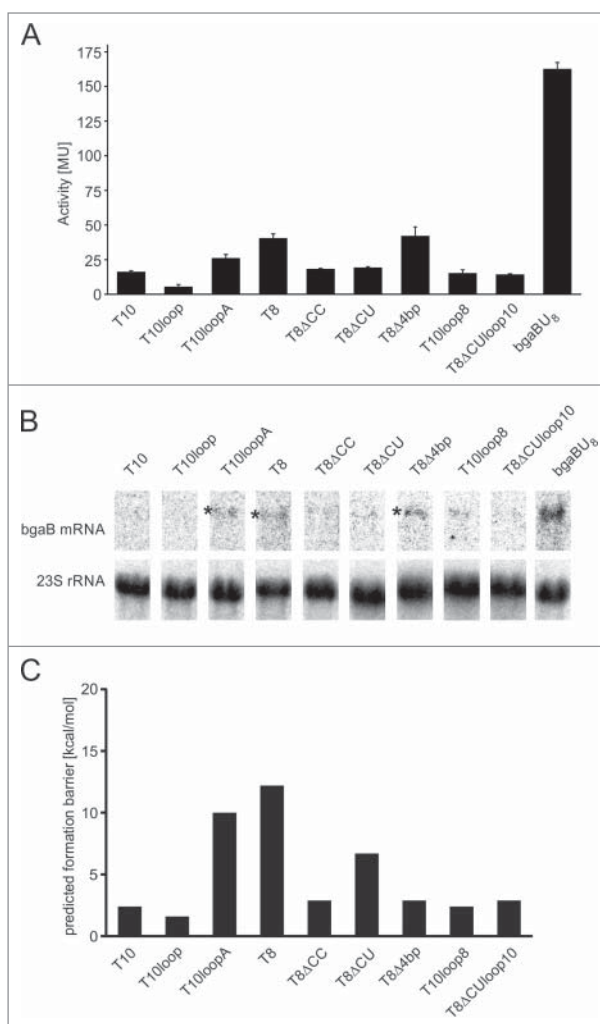 A
175
150
125
100
75
50
25
0
Activity [MU]
T10
T10loop
T10loopA
T8
T8ΔCC
T8ΔCU
T8Δ4bp
T10loop8
T8ΔCUloop10
bgaBU8
B
T10
T10loop
T10loopA
T8
T8ΔCC
T8ΔCU
T8Δ4bp
T10loop8
T8ΔCUloop10
bgaBU8
bgaB mRNA
* * *
23S rRNA
C
20
15
10
5
0
predicted formation barrier [kcal/mol]
T10
T10loop
T10loopA
T8
T8ΔCC
T8ΔCU
T8Δ4bp
T10loop8
T8ΔCUloop10